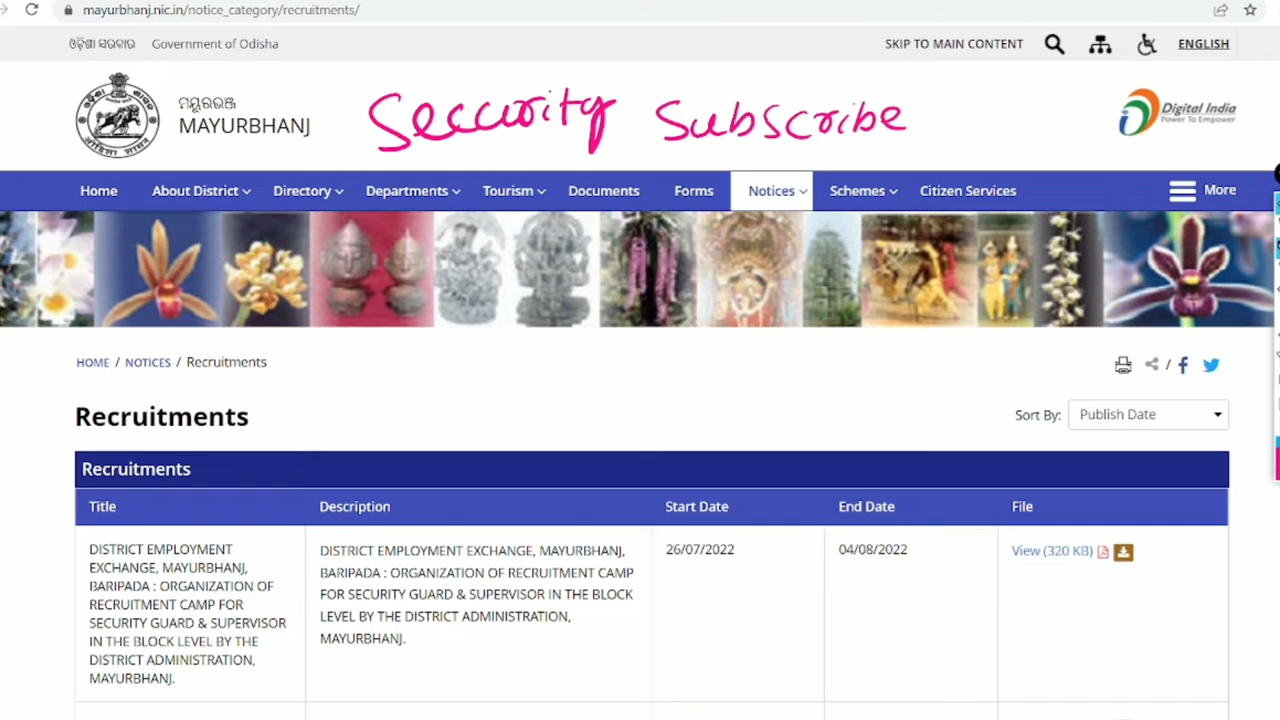 mayurbhanj.nic.in/notice_category/recruitments/
ଓଡ଼ିଶା ସରକାର Government of Odisha SKIP TO MAIN CONTENT ENGLISH
ମୟୂରଭଞ୍ଜ
MAYURBHANJ
Seccurity Subscribe
Digital India
Power To Empower
Home About District Directory Departments Tourism Documents Forms Notices Schemes Citizen Services More
HOME / NOTICES / Recruitments
Recruitments
Sort By: Publish Date
Recruitments
Title Description Start Date End Date File
DISTRICT EMPLOYMENT
EXCHANGE, MAYURBHANJ,
BARIPADA : ORGANIZATION OF
RECRUITMENT CAMP FOR
SECURITY GUARD & SUPERVISOR
IN THE BLOCK LEVEL BY THE
DISTRICT ADMINISTRATION,
MAYURBHANJ.
DISTRICT EMPLOYMENT EXCHANGE, MAYURBHANJ,
BARIPADA : ORGANIZATION OF RECRUITMENT CAMP
FOR SECURITY GUARD & SUPERVISOR IN THE BLOCK
LEVEL BY THE DISTRICT ADMINISTRATION,
MAYURBHANJ.
26/07/2022
04/08/2022
View (320 KB)